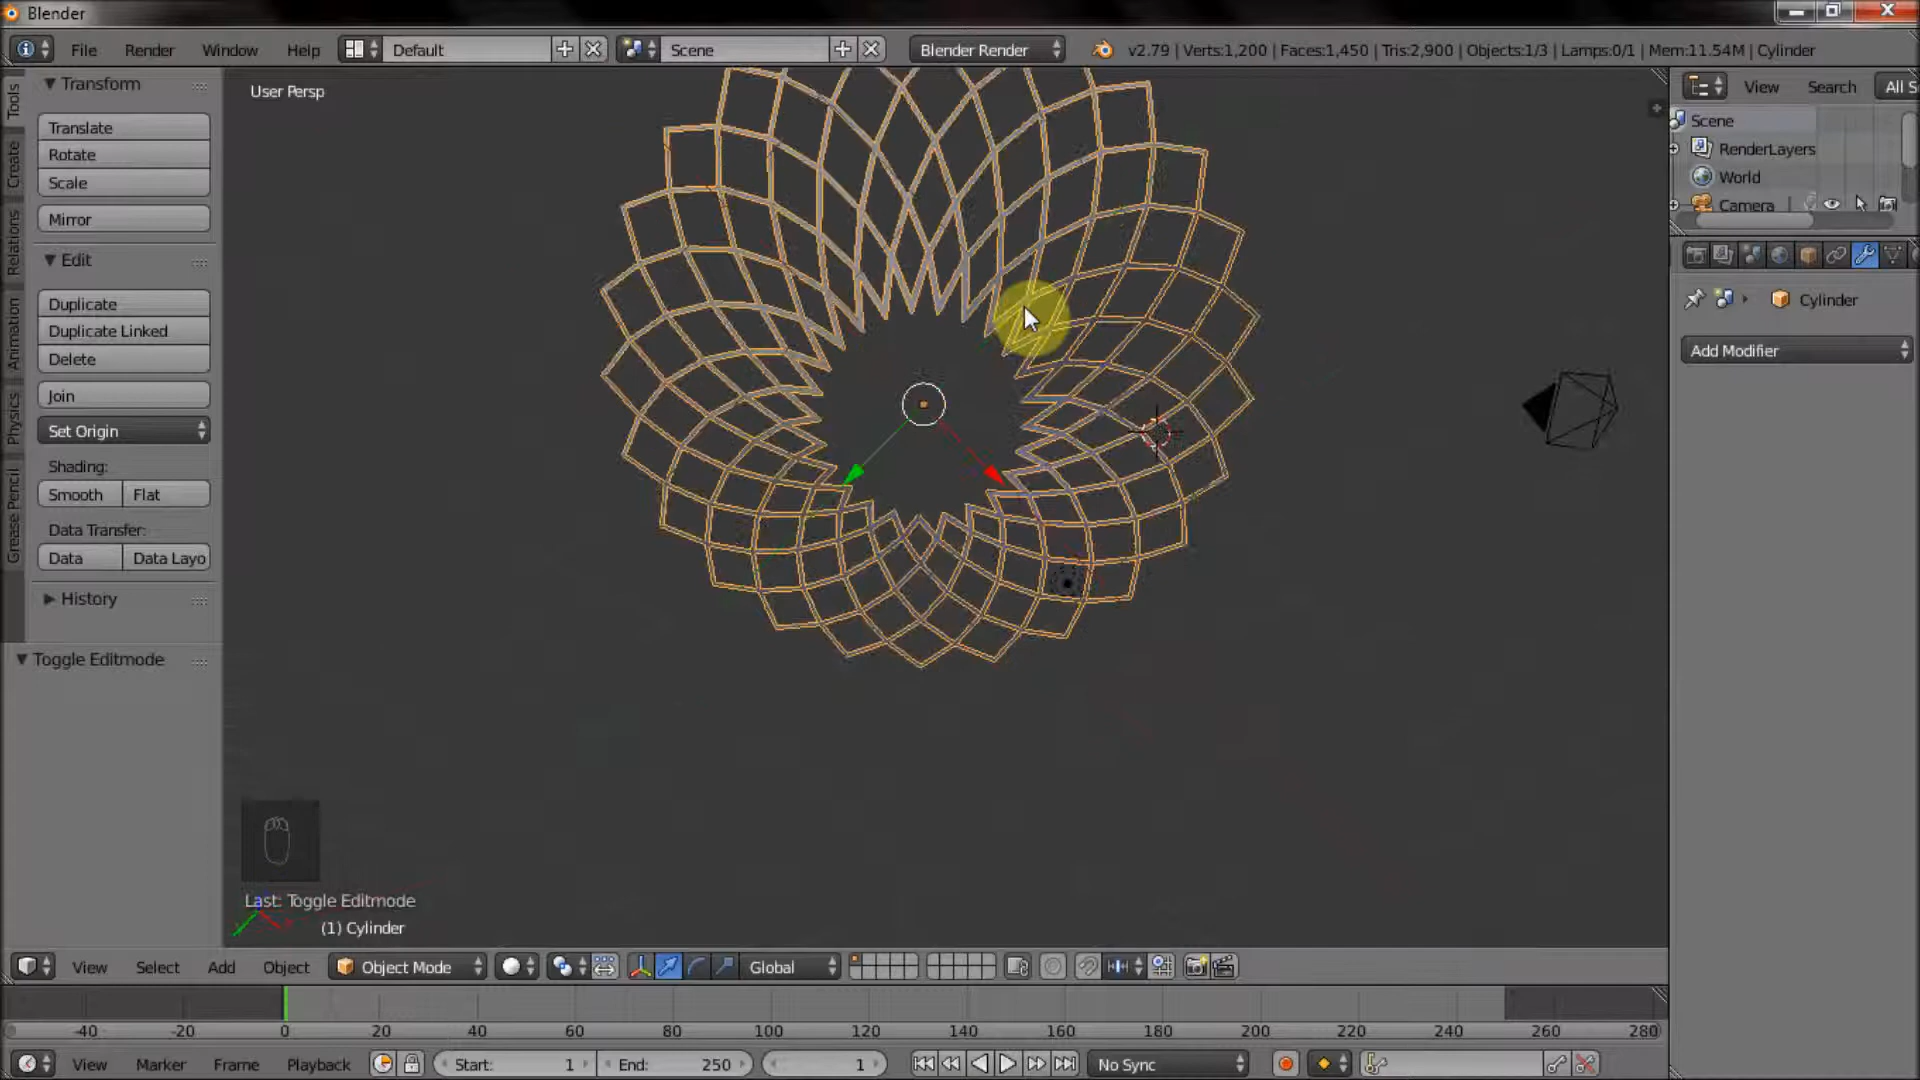 Blender
File Render Window Help Default Scene Blender Render v2.79 | Verts:1,200 | Faces:1,450 | Tris:2,900 | Objects:1/3 | Lamps:0/1 | Mem:11.54M | Cylinder
Tools
Create
Relations
Animation
Physics
Grease Pencil
Transform
Translate
Rotate
Scale
Mirror
Edit
Duplicate
Duplicate Linked
Delete
Join
Set Origin
Shading:
Smooth Flat
Data Transfer:
Data Data Layo
History
Toggle Editmode
User Persp
Last: Toggle Editmode
(1) Cylinder
View Search All S
Scene
RenderLayers
World
Camera
Cylinder
Add Modifier
View Select Add Object Object Mode Global
-40 -20 0 20 40 60 80 100 120 140 160 180 200 220 240 260 280
View Marker Frame Playback Start: 1 End: 250 1 No Sync